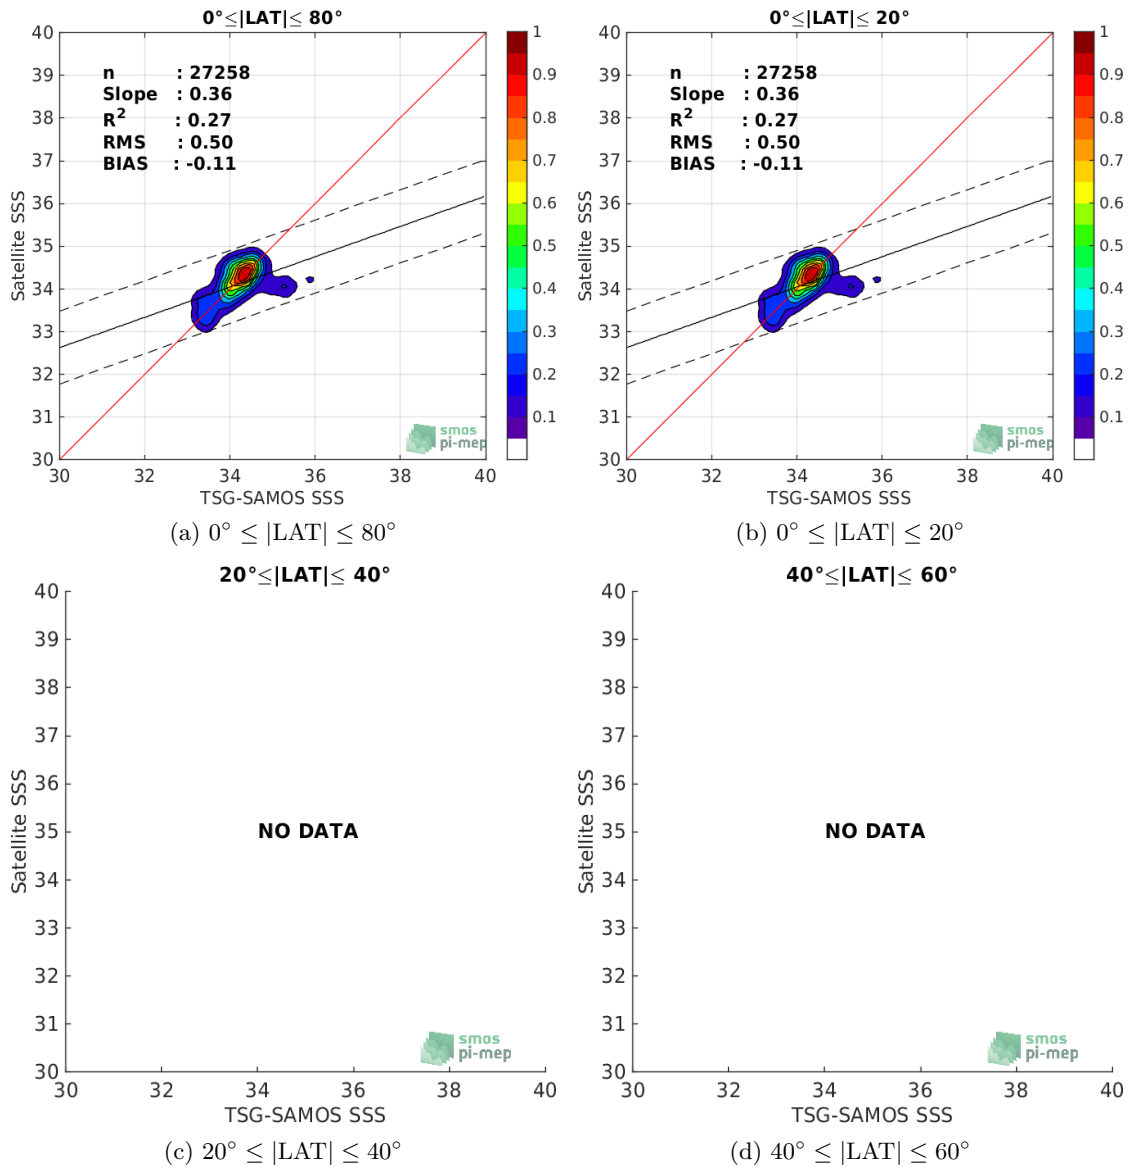 0°≤|LAT|≤ 80°
40
39
38
37
36
35
34
33
32
31
30
30 32 34 36 38 40
Satellite SSS
TSG-SAMOS SSS
n : 27258
Slope : 0.36
R2 : 0.27
RMS : 0.50
BIAS : -0.11
smos
pi-mep
1
0.9
0.8
0.7
0.6
0.5
0.4
0.3
0.2
0.1
(a) 0° ≤ |LAT| ≤ 80°
0°≤|LAT|≤ 20°
40
39
38
37
36
35
34
33
32
31
30
30 32 34 36 38 40
Satellite SSS
TSG-SAMOS SSS
n : 27258
Slope : 0.36
R2 : 0.27
RMS : 0.50
BIAS : -0.11
smos
pi-mep
1
0.9
0.8
0.7
0.6
0.5
0.4
0.3
0.2
0.1
(b) 0° ≤ |LAT| ≤ 20°
20°≤|LAT|≤ 40°
40
39
38
37
36
35
34
33
32
31
30
30 32 34 36 38 40
Satellite SSS
TSG-SAMOS SSS
NO DATA
smos
pi-mep
(c) 20° ≤ |LAT| ≤ 40°
40°≤|LAT|≤ 60°
40
39
38
37
36
35
34
33
32
31
30
30 32 34 36 38 40
Satellite SSS
TSG-SAMOS SSS
NO DATA
smos
pi-mep
(d) 40° ≤ |LAT| ≤ 60°